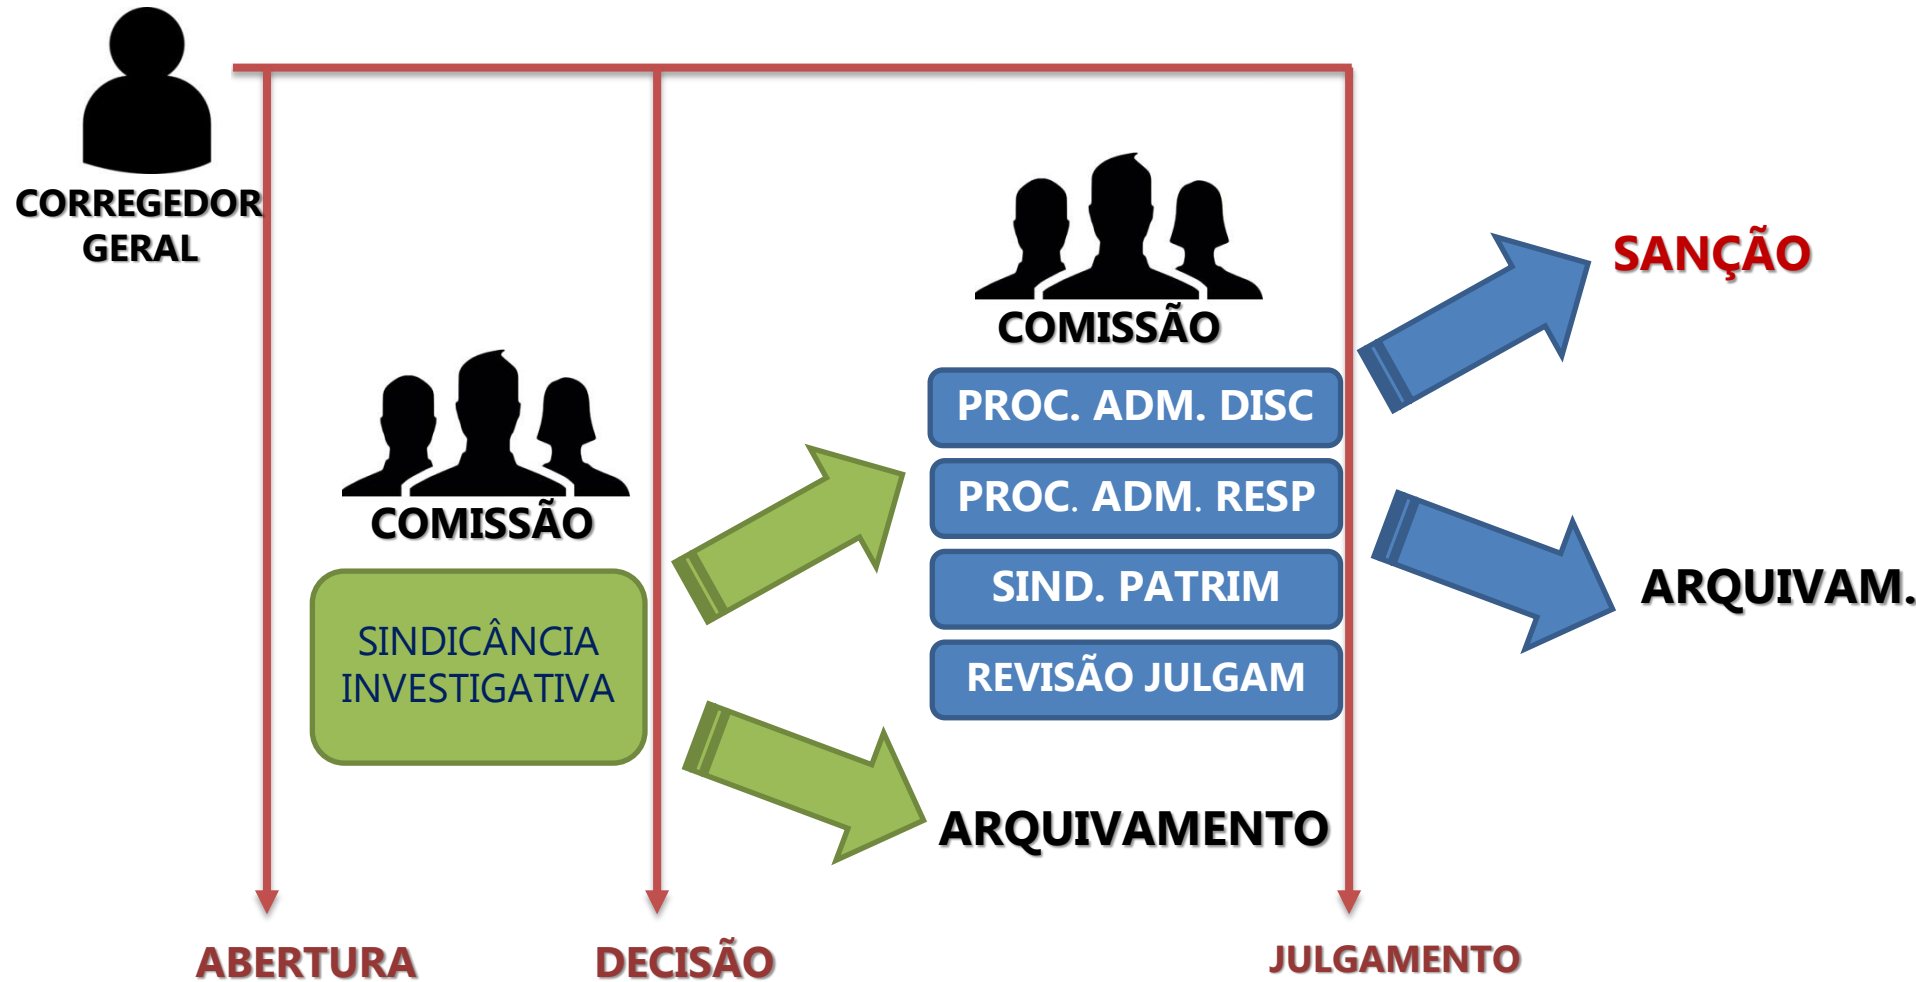 CORREGEDOR
GERAL
COMISSÃO
SINDICÂNCIA
INVESTIGATIVA
COMISSÃO
PROC. ADM. DISC
PROC. ADM. RESP
SIND. PATRIM
REVISÃO JULGAM
ARQUIVAMENTO
SANÇÃO
ARQUIVAM.
ABERTURA
DECISÃO
JULGAMENTO